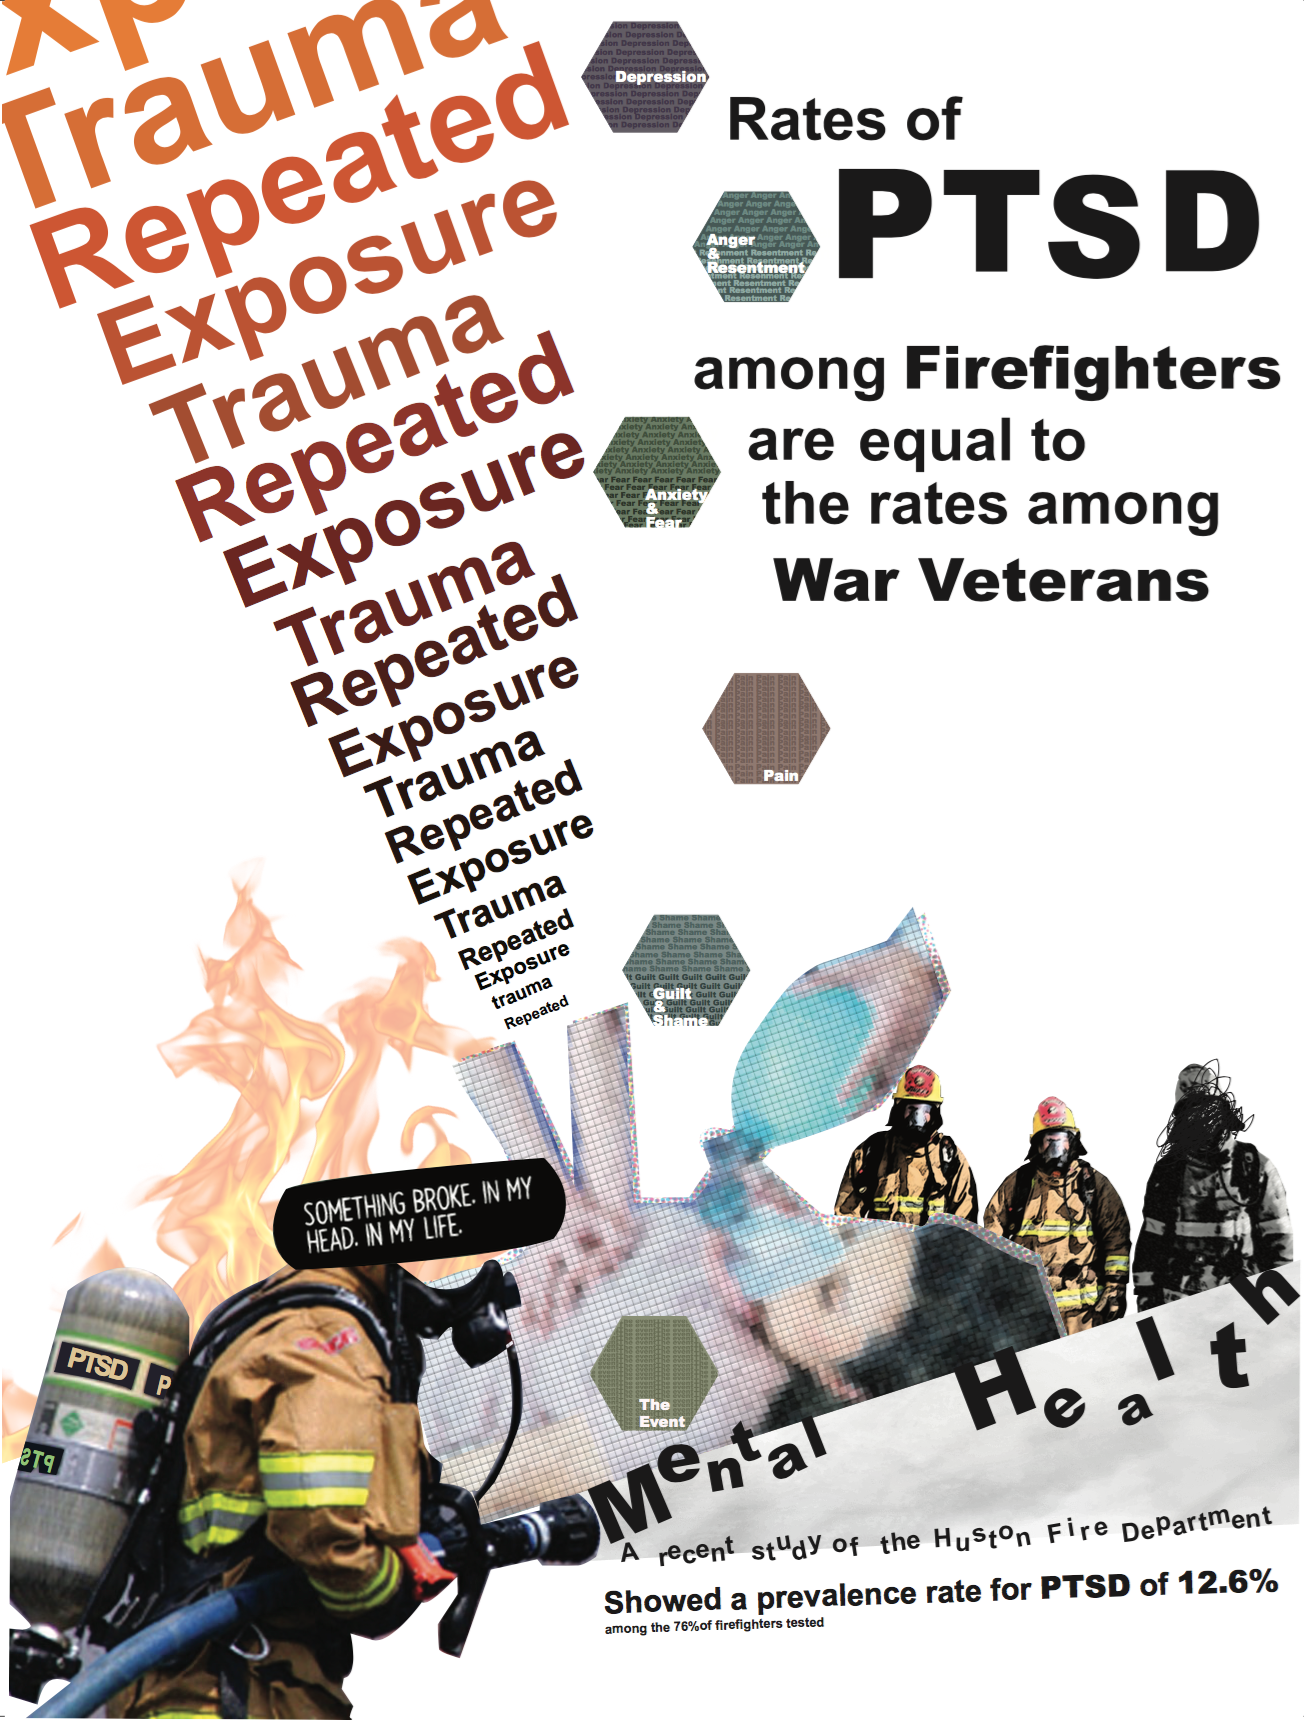 xp
Trauma
Repeated
Exposure
Trauma
Repeated
Exposure
Trauma
Repeated
Exposure
Trauma
Repeated
Exposure
Trauma
Repeated
Exposure
trauma
Repeated
Depression
Rates of
PTSD
Anger
&
Resentment
among Firefighters
are equal to
the rates among
War Veterans
Anxiety
&
Fear
Pain
Guilt
&
Shame
SOMETHING BROKE. IN MY
HEAD. IN MY LIFE.
PTSD P
PTS
The
Event
Mental Health
A recent study of the Huston Fire Department
Showed a prevalence rate for PTSD of 12.6%
among the 76%of firefighters tested